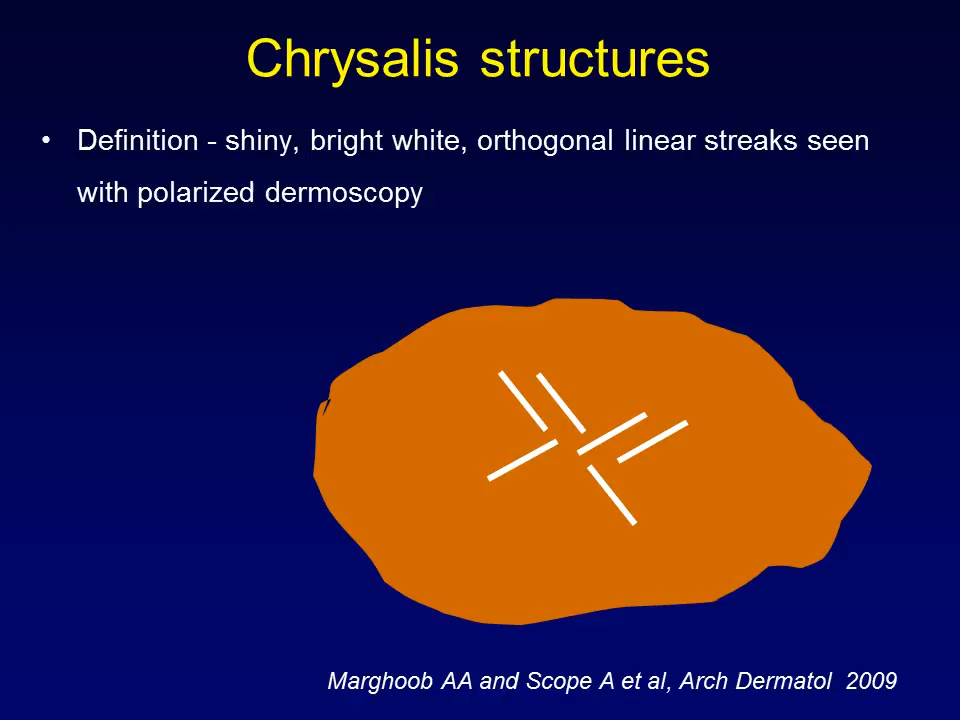 Chrysalis structures
• Definition - shiny, bright white, orthogonal linear streaks seen
with polarized dermoscopy
Marghoob AA and Scope A et al, Arch Dermatol 2009